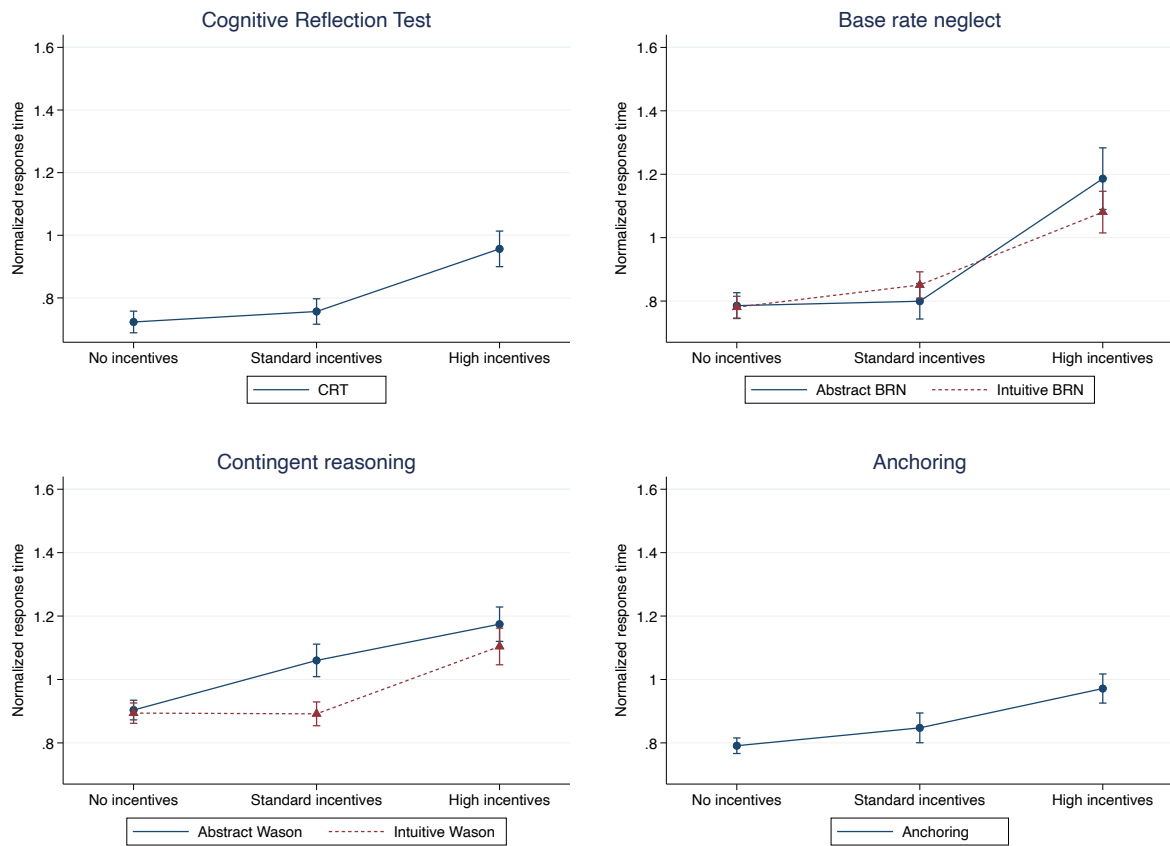 Cognitive Reflection Test
Normalized response time
1.6
1.4
1.2
1
.8
No incentives
Standard incentives
High incentives
CRT
Base rate neglect
Normalized response time
1.6
1.4
1.2
1
.8
No incentives
Standard incentives
High incentives
Abstract BRN
Intuitive BRN
Contingent reasoning
Normalized response time
1.6
1.4
1.2
1
.8
No incentives
Standard incentives
High incentives
Abstract Wason
Intuitive Wason
Anchoring
Normalized response time
1.6
1.4
1.2
1
.8
No incentives
Standard incentives
High incentives
Anchoring